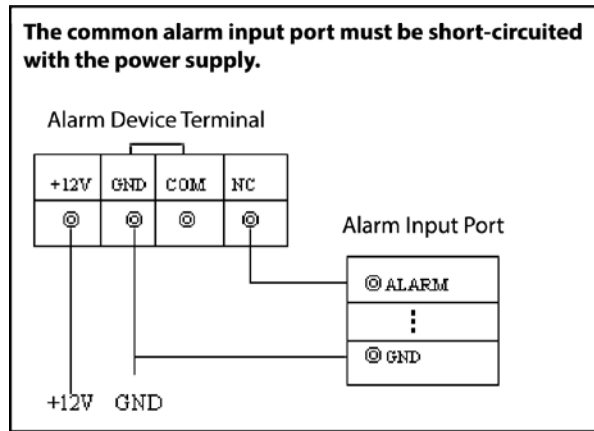 The common alarm input port must be short-circuited
with the power supply.
Alarm Device Terminal
+12V GND COM NC
Alarm Input Port
ALARM
GND
+12V GND